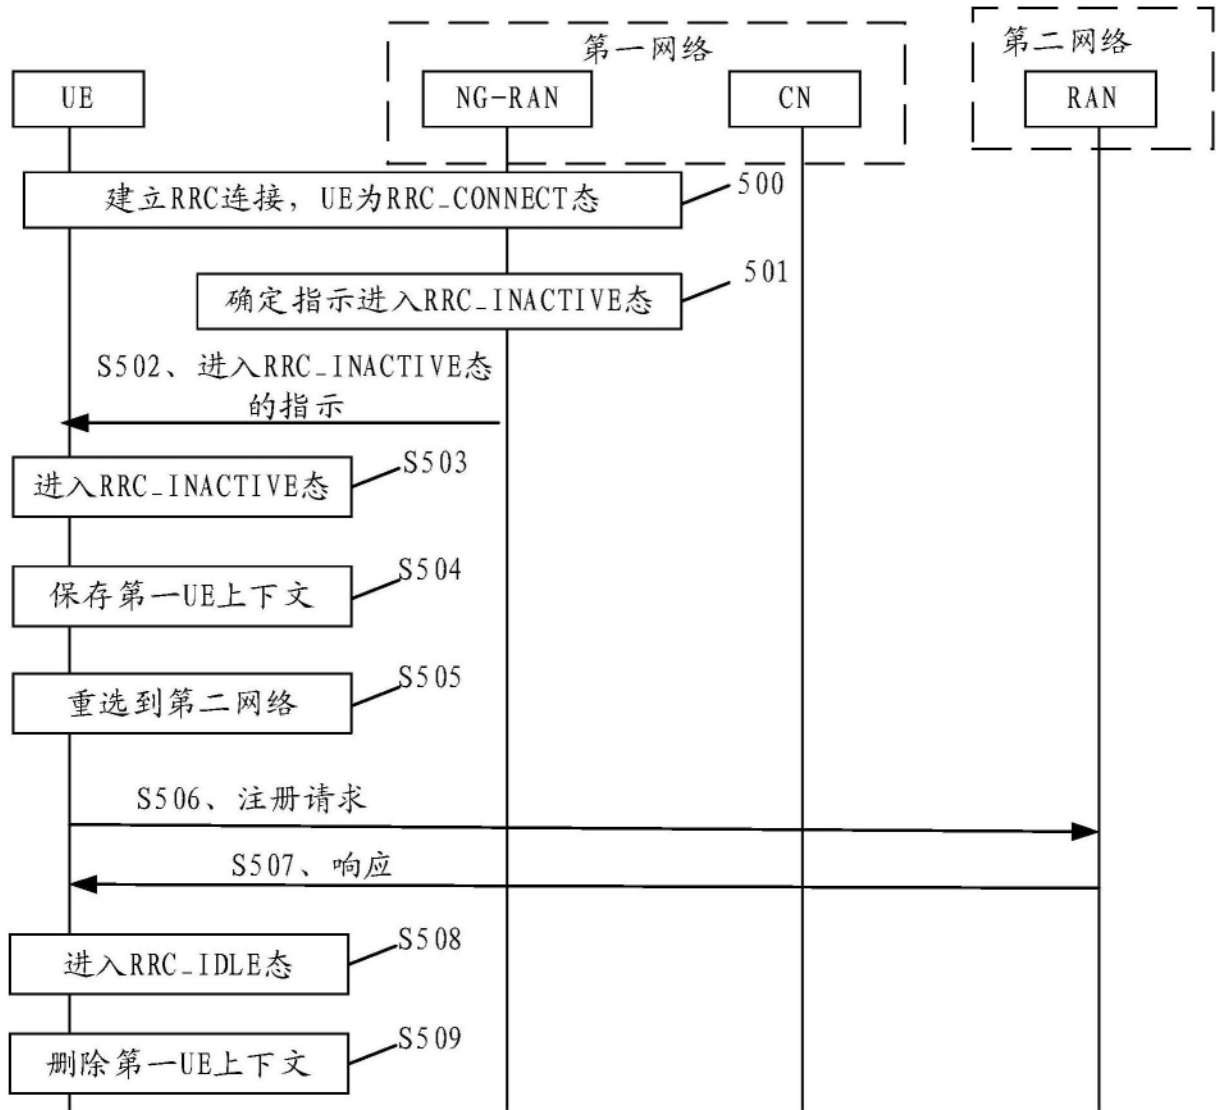 第一网络
第二网络
UE
NG-RAN
CN
RAN
建立RRC连接，UE为RRC_CONNECT态
500
确定指示进入RRC_INACTIVE态
501
S502、进入RRC_INACTIVE态
的指示
进入RRC_INACTIVE态
S503
保存第一UE上下文
S504
重选到第二网络
S505
S506、注册请求
S507、响应
进入RRC_IDLE态
S508
删除第一UE上下文
S509